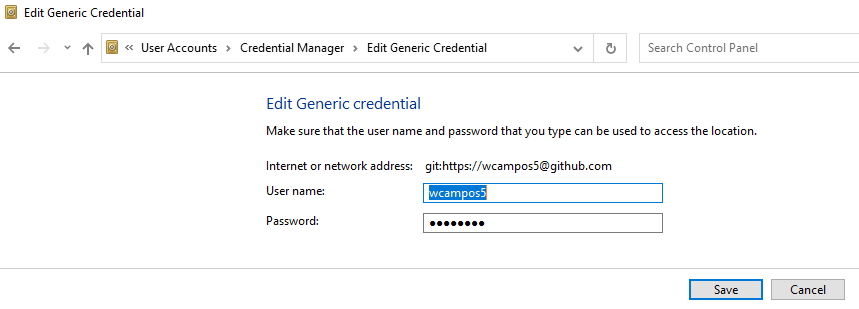 Edit Generic Credential
« User Accounts > Credential Manager > Edit Generic Credential
Search Control Panel
Edit Generic credential
Make sure that the user name and password that you type can be used to access the location.
Internet or network address: git:https://wcampos5@github.com
User name: wcampos5
Password: ●●●●●●●●
Save Cancel